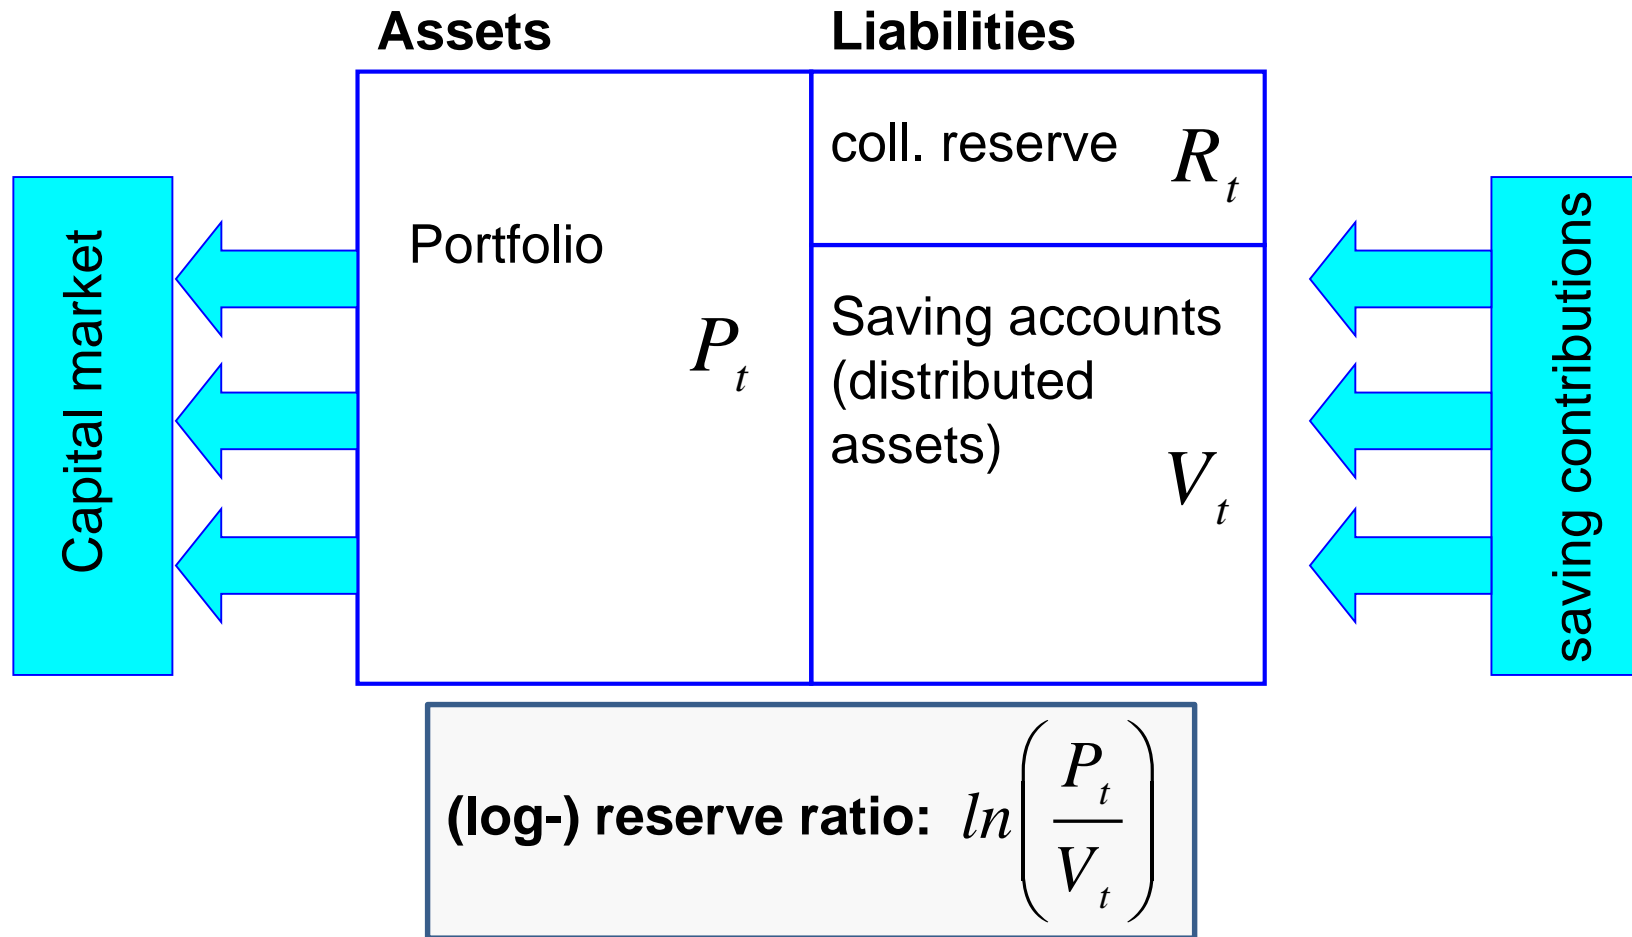 Assets
Liabilities
coll. reserve R_t
Portfolio
P_t
Saving accounts
(distributed
assets)
V_t
Capital market
saving contributions
(log-) reserve ratio: ln(P_t/V_t)